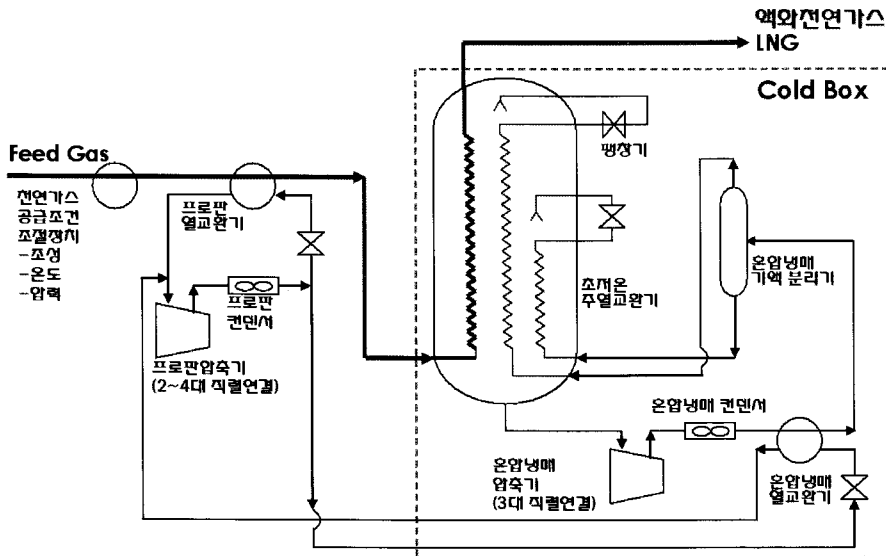 액화천연가스
LNG
Cold Box
Feed Gas
천연가스
공급조건
조절장치
-조성
-온도
-압력
프로판
열교환기
프로판
컨덴서
프로판압축기
(2~4대 직렬연결)
팽창기
초저온
주열교환기
혼합냉매
기액 분리기
혼합냉매 컨덴서
혼합냉매
압축기
(3대 직렬연결)
혼합냉매
열교환기